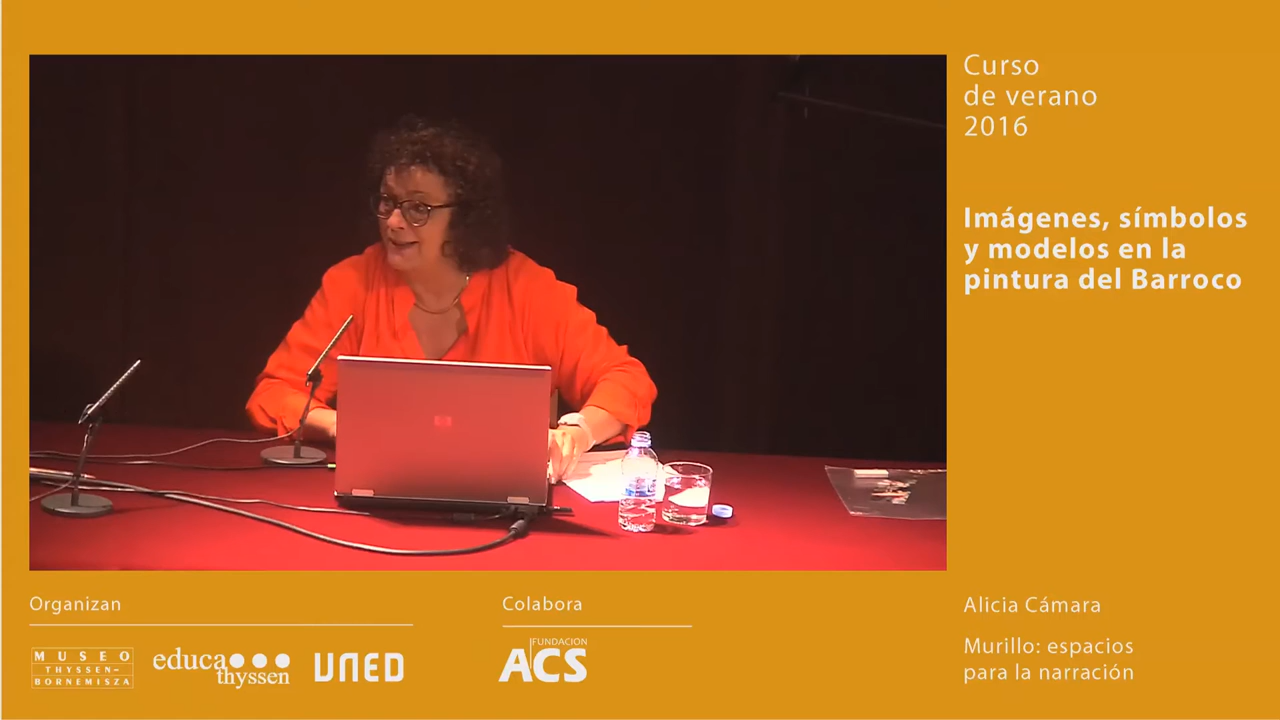 Curso
de verano
2016
Imágenes, símbolos
y modelos en la
pintura del Barroco
Organizan
MUSEO
THYSSEN-
BORNEMISZA
educa
thyssen
UNED
Colabora
FUNDACION
ACS
Alicia Cámara
Murillo: espacios
para la narración